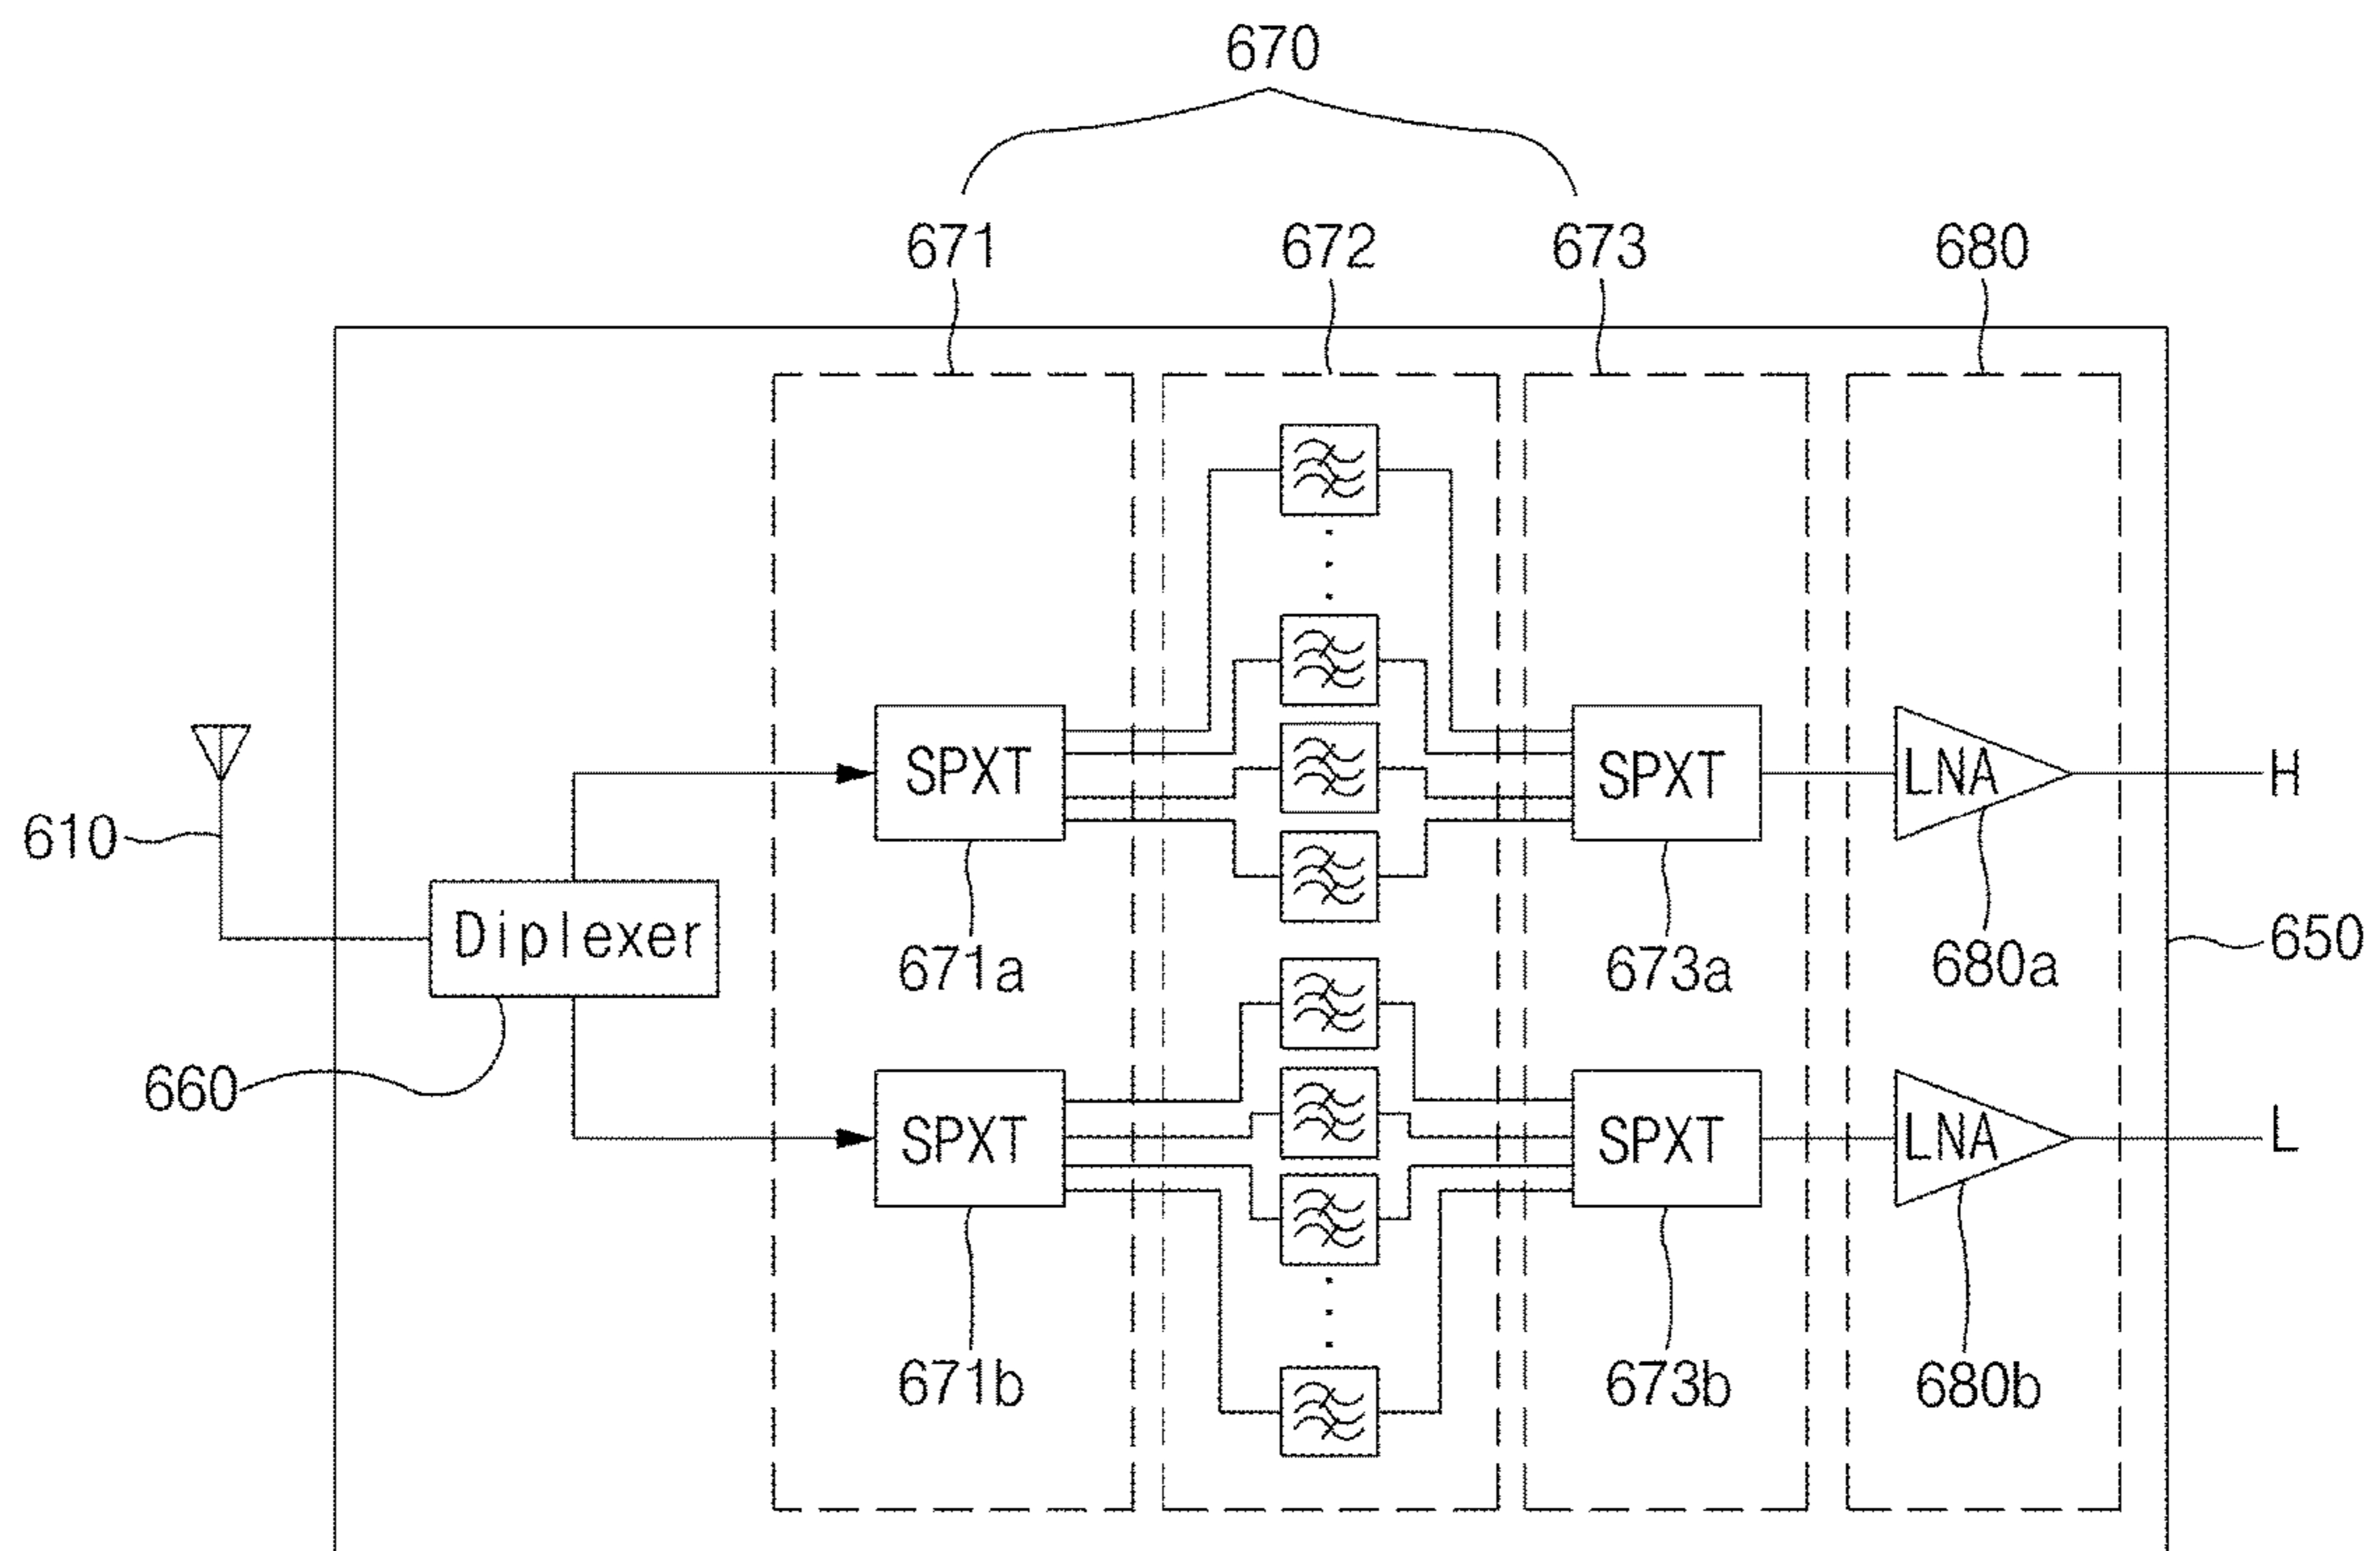 670
671
672
673
680
SPXT
SPXT
LNA
H
610
Diplexer
671a
673a
680a
650
660
SPXT
SPXT
LNA
L
671b
673b
680b